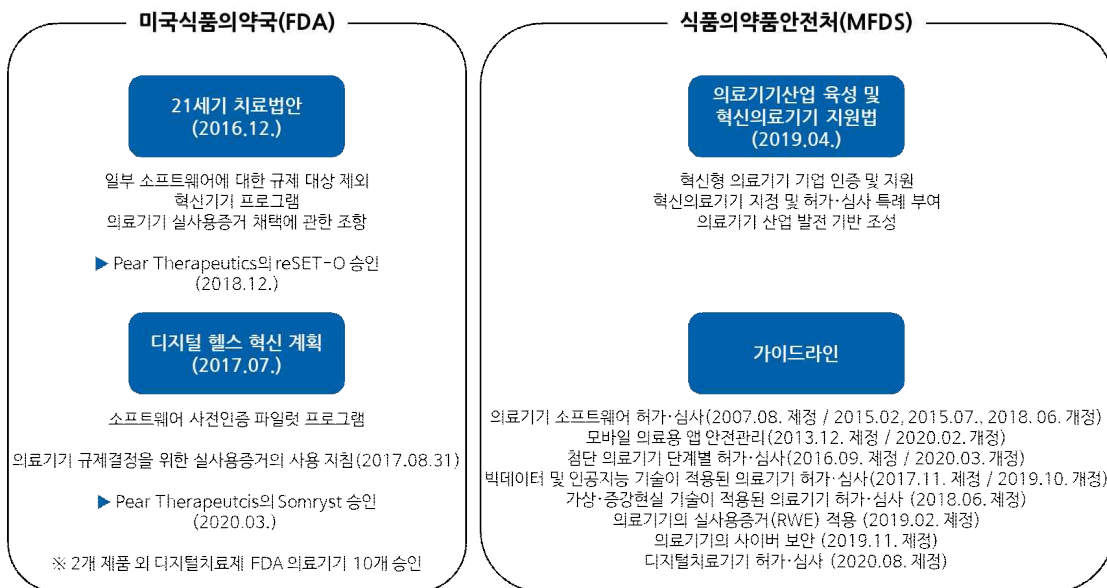 미국식품의약국(FDA)
21세기 치료법안
(2016.12.)
일부 소프트웨어에 대한 규제 대상 제외
혁신기기 프로그램
의료기기 실사용증거 채택에 관한 조항
▶ Pear Therapeutics의 reSET-O 승인
(2018.12.)
디지털 헬스 혁신 계획
(2017.07.)
소프트웨어 사전인증 파일럿 프로그램
의료기기 규제결정을 위한 실사용증거의 사용 지침(2017.08.31)
▶ Pear Therapeutcis의 Somryst 승인
(2020.03.)
※ 2개 제품 외 디지털치료제 FDA 의료기기 10개 승인
식품의약품안전처(MFDS)
의료기기산업 육성 및
혁신의료기기 지원법
(2019.04.)
혁신형 의료기기 기업 인증 및 지원
혁신의료기기 지정 및 허가·심사 특례 부여
의료기기 산업 발전 기반 조성
가이드라인
의료기기 소프트웨어 허가·심사(2007.08. 제정 / 2015.02, 2015.07., 2018. 06. 개정)
모바일 의료용 앱 안전관리(2013.12. 제정 / 2020.02. 개정)
첨단 의료기기 단계별 허가·심사(2016.09. 제정 / 2020.03. 개정)
빅데이터 및 인공지능 기술이 적용된 의료기기 허가·심사(2017.11. 제정 / 2019.10. 개정)
가상·증강현실 기술이 적용된 의료기기 허가·심사 (2018.06. 제정)
의료기기의 실사용증거(RWE) 적용 (2019.02. 제정)
의료기기의 사이버 보안 (2019.11. 제정)
디지털치료기기 허가·심사 (2020.08. 제정)